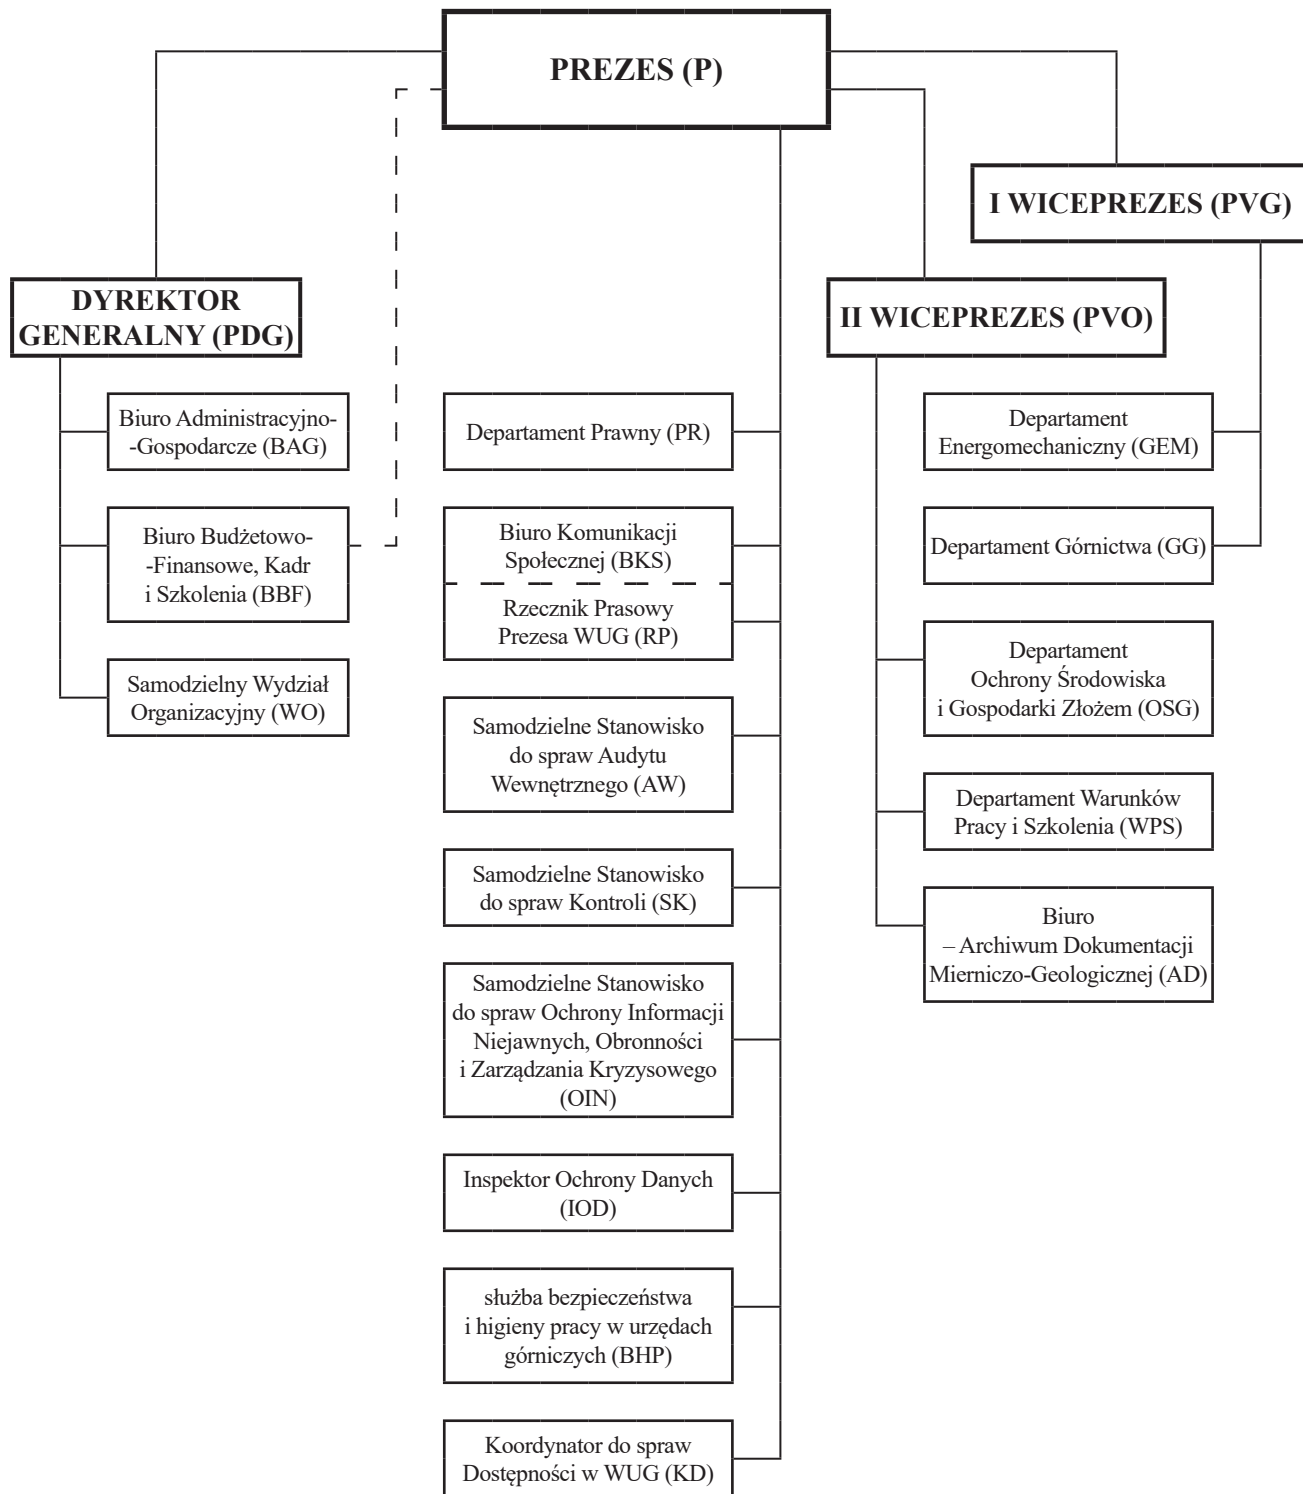 PREZES (P)
I WICEPREZES (PVG)
DYREKTOR
GENERALNY (PDG)
II WICEPREZES (PVO)
Biuro Administracyjno-
-Gospodarcze (BAG)
Biuro Budżetowo-
-Finansowe, Kadr
i Szkolenia (BBF)
Samodzielny Wydział
Organizacyjny (WO)
Departament Prawny (PR)
Biuro Komunikacji
Społecznej (BKS)
Rzecznik Prasowy
Prezesa WUG (RP)
Samodzielne Stanowisko
do spraw Audytu
Wewnętrznego (AW)
Samodzielne Stanowisko
do spraw Kontroli (SK)
Samodzielne Stanowisko
do spraw Ochrony Informacji
Niejawnych, Obronności
i Zarządzania Kryzysowego
(OIN)
Inspektor Ochrony Danych
(IOD)
służba bezpieczeństwa
i higieny pracy w urzędach
górniczych (BHP)
Koordynator do spraw
Dostępności w WUG (KD)
Departament
Energomechaniczny (GEM)
Departament Górnictwa (GG)
Departament
Ochrony Środowiska
i Gospodarki Złożem (OSG)
Departament Warunków
Pracy i Szkolenia (WPS)
Biuro
– Archiwum Dokumentacji
Mierniczo-Geologicznej (AD)